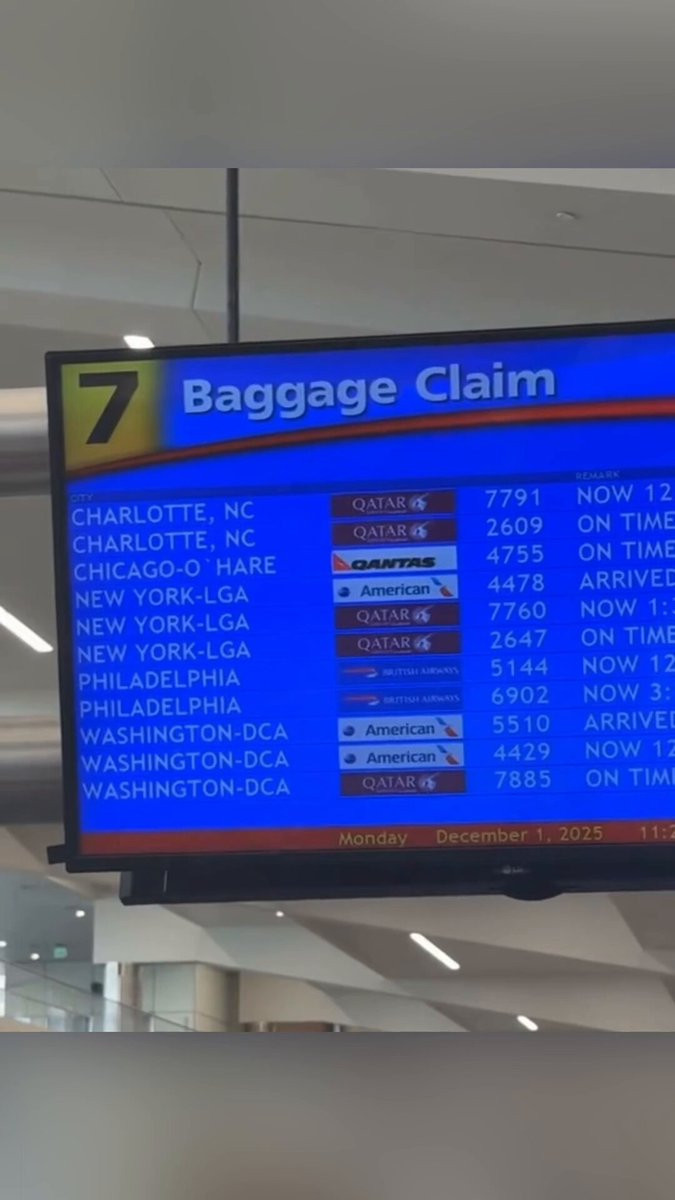 7 Baggage Claim
CITY REMARK
CHARLOTTE, NC QATAR 7791 NOW 12
CHARLOTTE, NC QATAR 2609 ON TIME
CHICAGO-O`HARE QANTAS 4755 ON TIME
NEW YORK-LGA American 4478 ARRIVED
NEW YORK-LGA QATAR 7760 NOW 1:
NEW YORK-LGA QATAR 2647 ON TIME
PHILADELPHIA BRITISH AIRWAYS 5144 NOW 12
PHILADELPHIA BRITISH AIRWAYS 6902 NOW 3:
WASHINGTON-DCA American 5510 ARRIVED
WASHINGTON-DCA American 4429 NOW 12
WASHINGTON-DCA QATAR 7885 ON TIM
Monday December 1, 2025 11:2